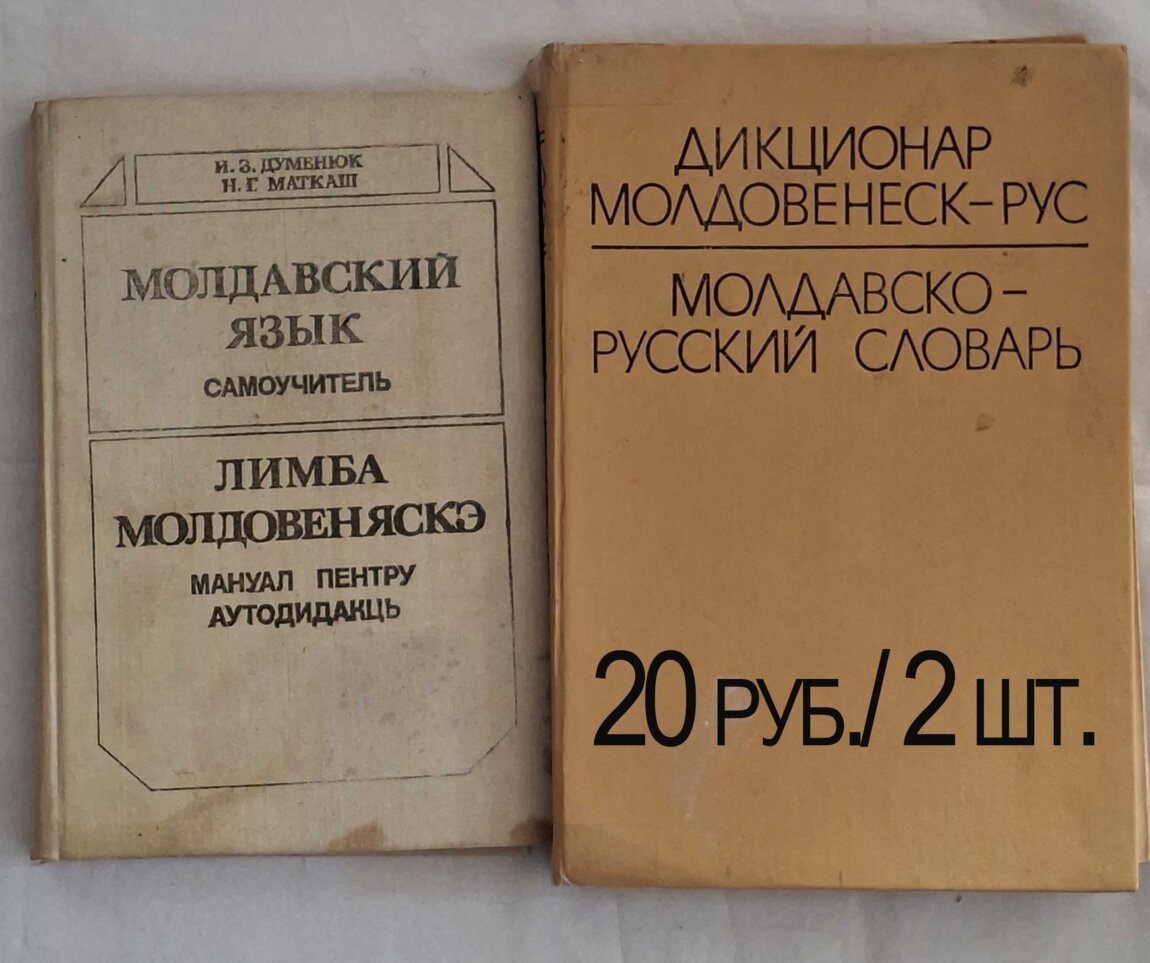 И. З. ДУМЕНЮК
Н. Г. МАТКАШ
МОЛДАВСКИЙ
ЯЗЫК
САМОУЧИТЕЛЬ
ЛИМБА
МОЛДОВЕНЯСКЭ
МАНУАЛ ПЕНТРУ
АУТОДИДАКЦЬ
ДИКЦИОНАР
МОЛДОВЕНЕСК-РУС
МОЛДАВСКО-
РУССКИЙ СЛОВАРЬ
20 РУБ./ 2 ШТ.